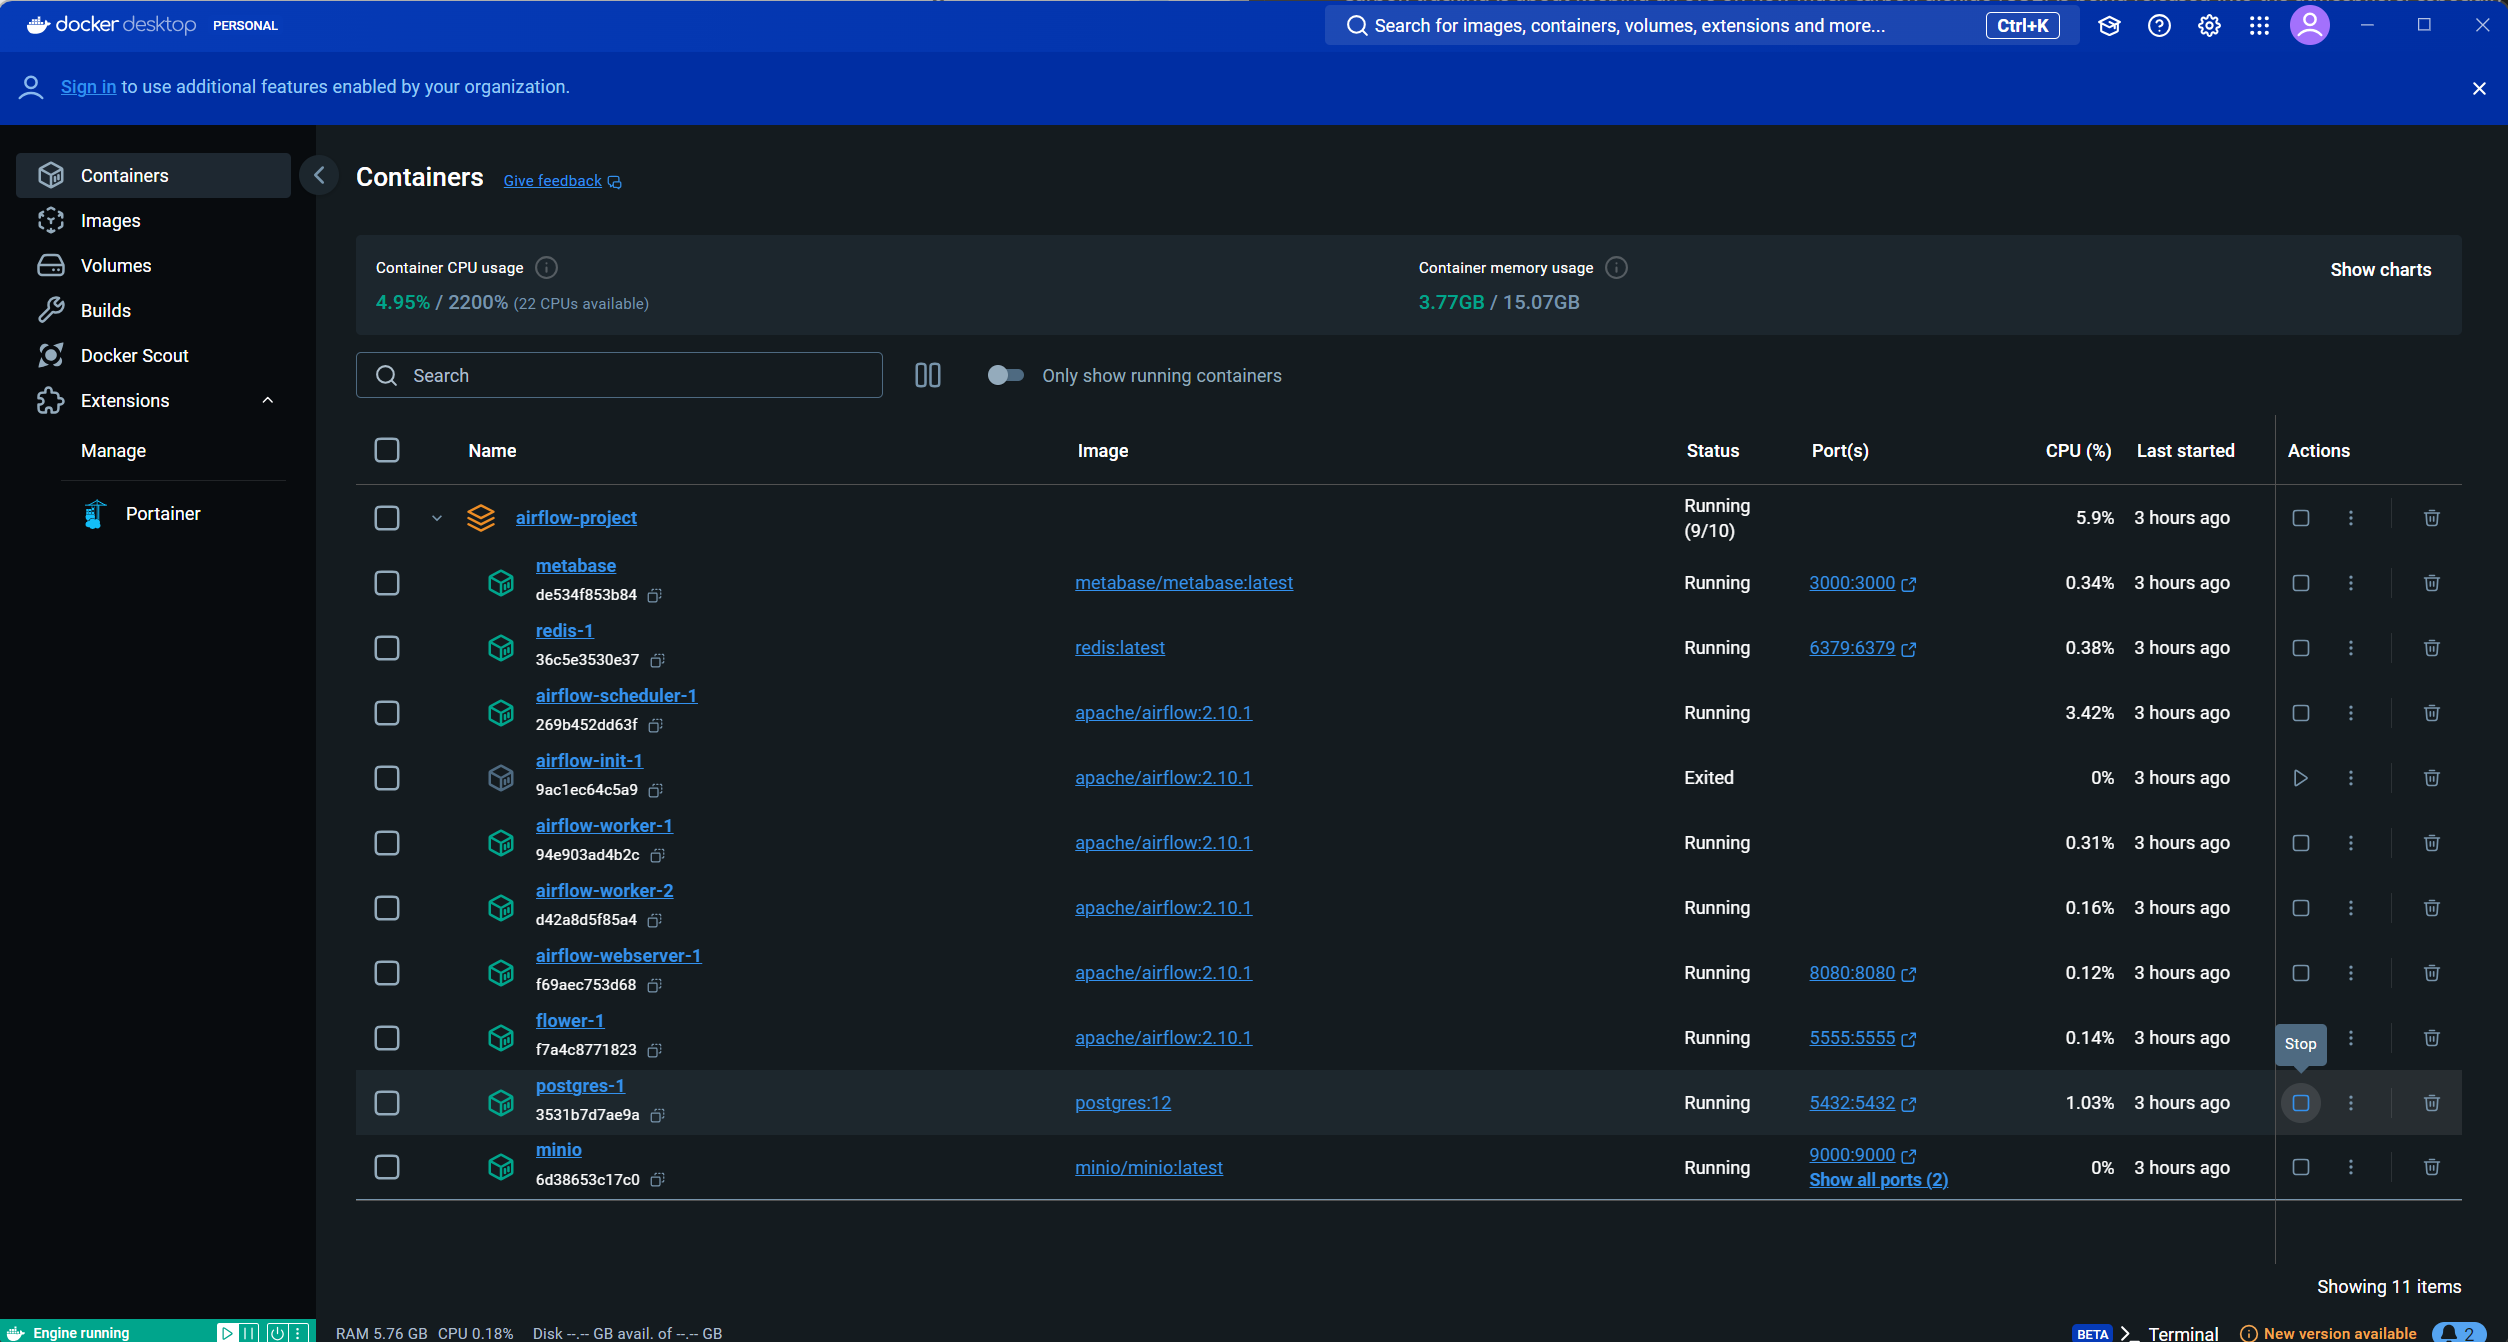 docker desktop PERSONAL
Search for images, containers, volumes, extensions and more... Ctrl+K
Sign in to use additional features enabled by your organization.
Containers
Images
Volumes
Builds
Docker Scout
Extensions
Manage
Portainer
Containers Give feedback
Container CPU usage
4.95% / 2200% (22 CPUs available)
Container memory usage
3.77GB / 15.07GB
Show charts
Search
Only show running containers
Name Image Status Port(s) CPU (%) Last started Actions
airflow-project Running (9/10) 5.9% 3 hours ago
metabase
de534f853b84
metabase/metabase:latest Running 3000:3000 0.34% 3 hours ago
redis-1
36c5e3530e37
redis:latest Running 6379:6379 0.38% 3 hours ago
airflow-scheduler-1
269b452dd63f
apache/airflow:2.10.1 Running 3.42% 3 hours ago
airflow-init-1
9ac1ec64c5a9
apache/airflow:2.10.1 Exited 0% 3 hours ago
airflow-worker-1
94e903ad4b2c
apache/airflow:2.10.1 Running 0.31% 3 hours ago
airflow-worker-2
d42a8d5f85a4
apache/airflow:2.10.1 Running 0.16% 3 hours ago
airflow-webserver-1
f69aec753d68
apache/airflow:2.10.1 Running 8080:8080 0.12% 3 hours ago
flower-1
f7a4c8771823
apache/airflow:2.10.1 Running 5555:5555 0.14% 3 hours ago
Stop
postgres-1
3531b7d7ae9a
postgres:12 Running 5432:5432 1.03% 3 hours ago
minio
6d38653c17c0
minio/minio:latest Running 9000:9000 0% 3 hours ago
Show all ports (2)
Showing 11 items
Engine running
RAM 5.76 GB CPU 0.18% Disk --.-- GB avail. of --.-- GB
BETA >_ Terminal New version available 2